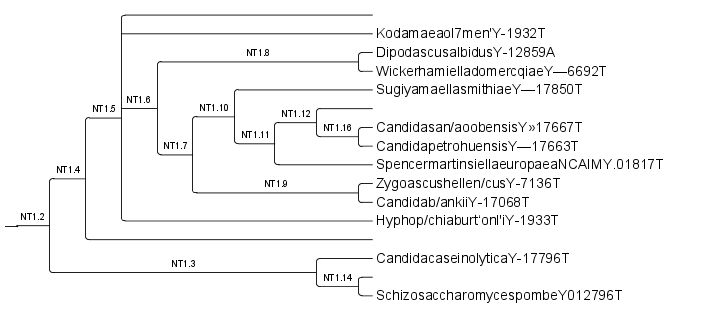 Kodamaeaol7men'Y-1932T
NT1.8
DipodascusalbidusY-12859A
WickerhamielladomercqiaeY—6692T
SugiyamaellasmithiaeY—17850T
NT1.6
NT1.5
NT1.10
NT1.12
Candidasan/aoobensisY»17667T
NT1.16
NT1.11
CandidapetrohuensisY—17663T
NT1.7
SpencermartinsiellaeuropaeaNCAIMY.01817T
NT1.4
NT1.9
Zygoascushellen/cusY-7136T
Candidab/ankiiY-17068T
NT1.2
Hyphop/chiaburt'onl'iY-1933T
CandidacaseinolyticaY-17796T
NT1.3
NT1.14
SchizosaccharomycespombeY012796T